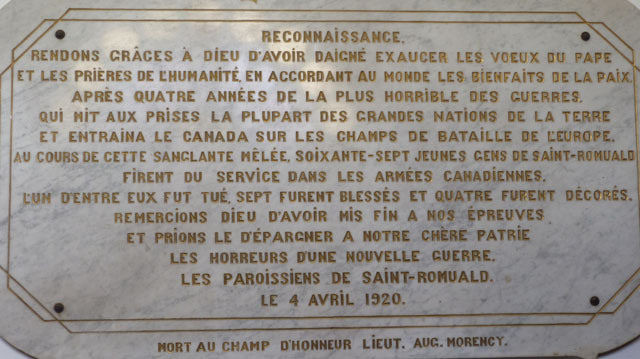 RECONNAISSANCE.
RENDONS GRÂCES À DIEU D'AVOIR DAIGNÉ EXAUCER LES VOEUX DU PAPE
ET LES PRIÈRES DE L'HUMANITÉ, EN ACCORDANT AU MONDE LES BIENFAITS DE LA PAIX
APRÈS QUATRE ANNÉES DE LA PLUS HORRIBLE DES GUERRES.
QUI MIT AUX PRISES LA PLUPART DES GRANDES NATIONS DE LA TERRE
ET ENTRAINA LE CANADA SUR LES CHAMPS DE BATAILLE DE L'EUROPE.
AU COURS DE CETTE SANGLANTE MÊLÉE, SOIXANTE-SEPT JEUNES GENS DE SAINT-ROMUALD
FIRENT DU SERVICE DANS LES ARMÉES CANADIENNES.
L'UN D'ENTRE EUX FUT TUÉ, SEPT FURENT BLESSÉS ET QUATRE FURENT DÉCORÉS.
REMERCIONS DIEU D'AVOIR MIS FIN A NOS ÉPREUVES
ET PRIONS LE D'ÉPARGNER A NOTRE CHÈRE PATRIE
LES HORREURS D'UNE NOUVELLE GUERRE.
LES PAROISSIENS DE SAINT-ROMUALD.
LE 4 AVRIL 1920.
MORT AU CHAMP D'HONNEUR LIEUT. AUG. MORENCY.